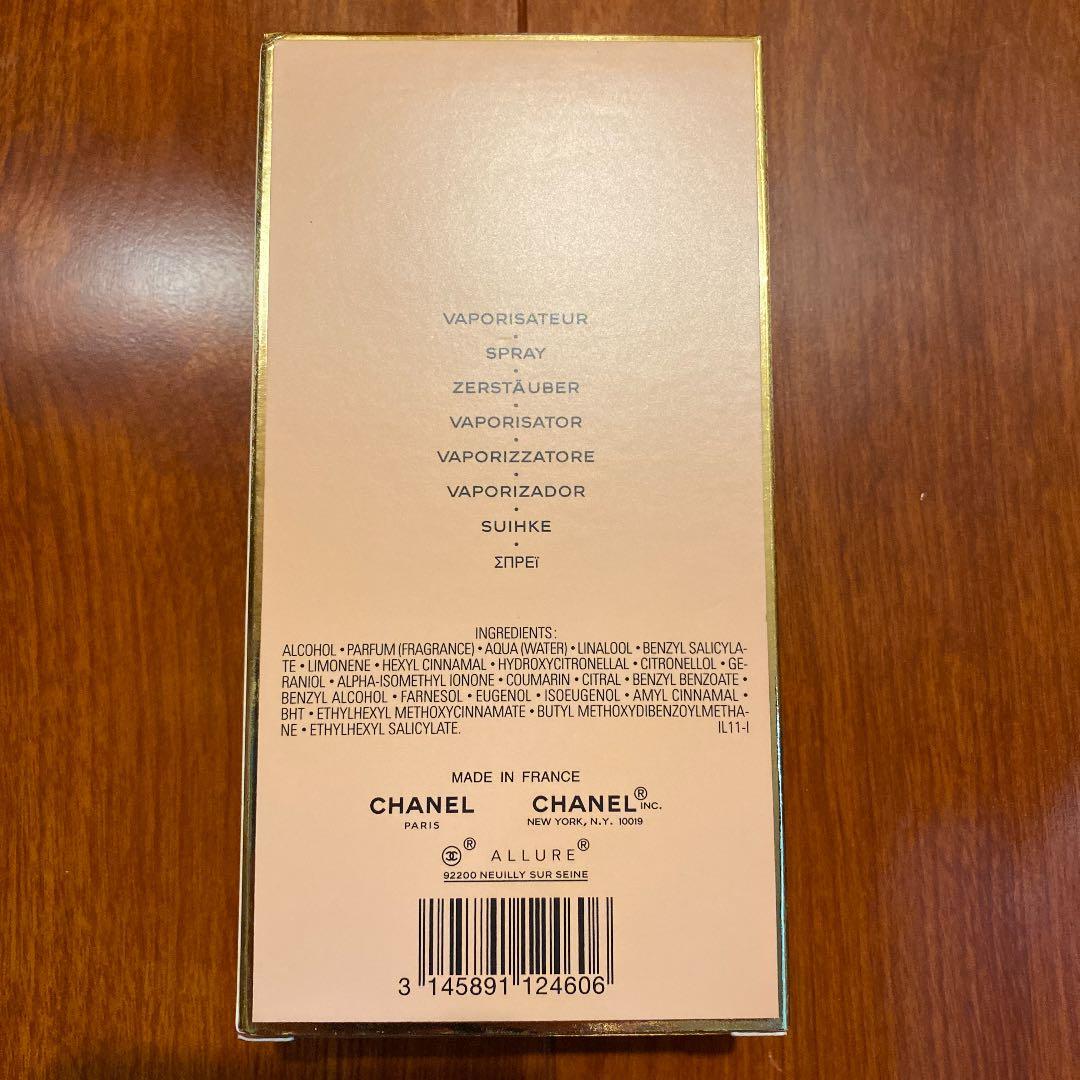 VAPORISATEUR
•
SPRAY
•
ZERSTÄUBER
•
VAPORISATOR
•
VAPORIZZATORE
•
VAPORIZADOR
•
SUIHKE
•
ΣΠΡΕϊ
INGREDIENTS:
ALCOHOL • PARFUM (FRAGRANCE) • AQUA (WATER) • LINALOOL • BENZYL SALICYLA-
TE • LIMONENE • HEXYL CINNAMAL • HYDROXYCITRONELLAL • CITRONELLOL • GE-
RANIOL • ALPHA-ISOMETHYL IONONE • COUMARIN • CITRAL • BENZYL BENZOATE •
BENZYL ALCOHOL • FARNESOL • EUGENOL • ISOEUGENOL • AMYL CINNAMAL •
BHT • ETHYLHEXYL METHOXYCINNAMATE • BUTYL METHOXYDIBENZOYLMETHA-
NE • ETHYLHEXYL SALICYLATE. IL11-I
MADE IN FRANCE
CHANEL CHANEL® INC.
PARIS NEW YORK, N.Y. 10019
® ALLURE®
92200 NEUILLY SUR SEINE
3 145891 124606